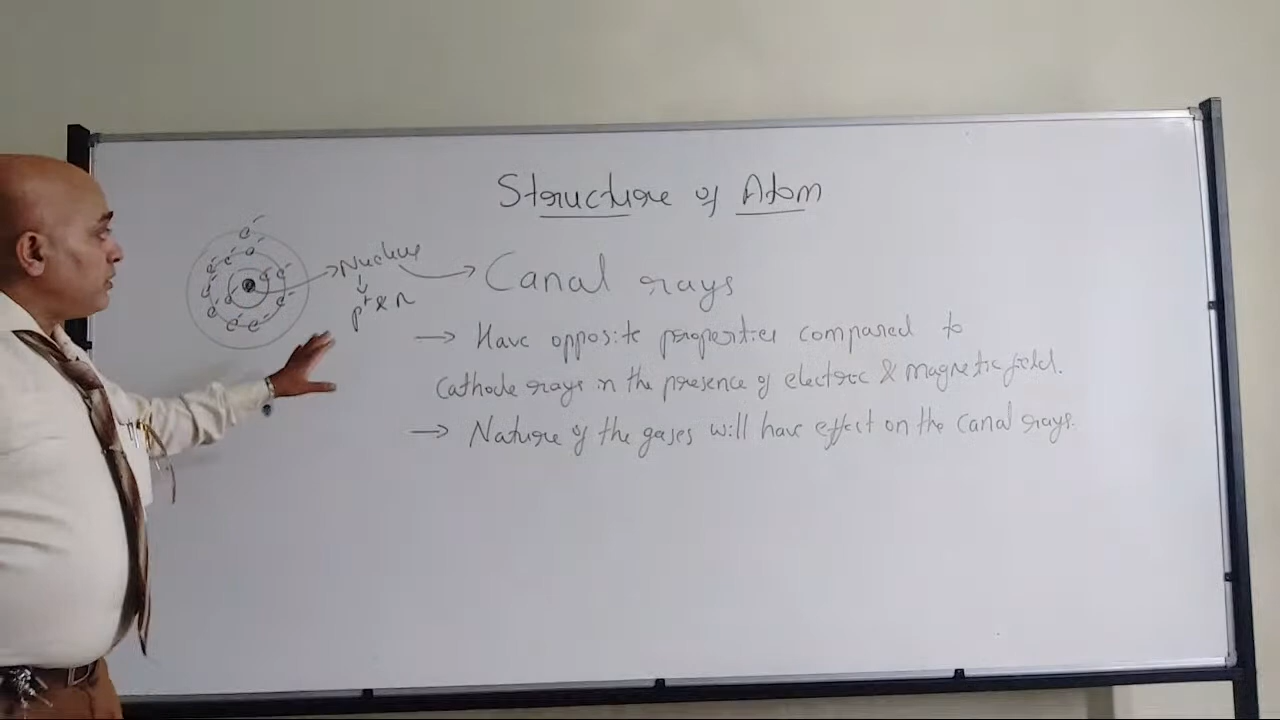 Structure of Atom
Nucleus → Canal rays
p+ & n
e- e- e- e- e- e- e- e- e- e- e-
→ Have opposite properties compared to
cathode rays in the presence of electric & magnetic field.
→ Nature of the gases will have effect on the canal rays.